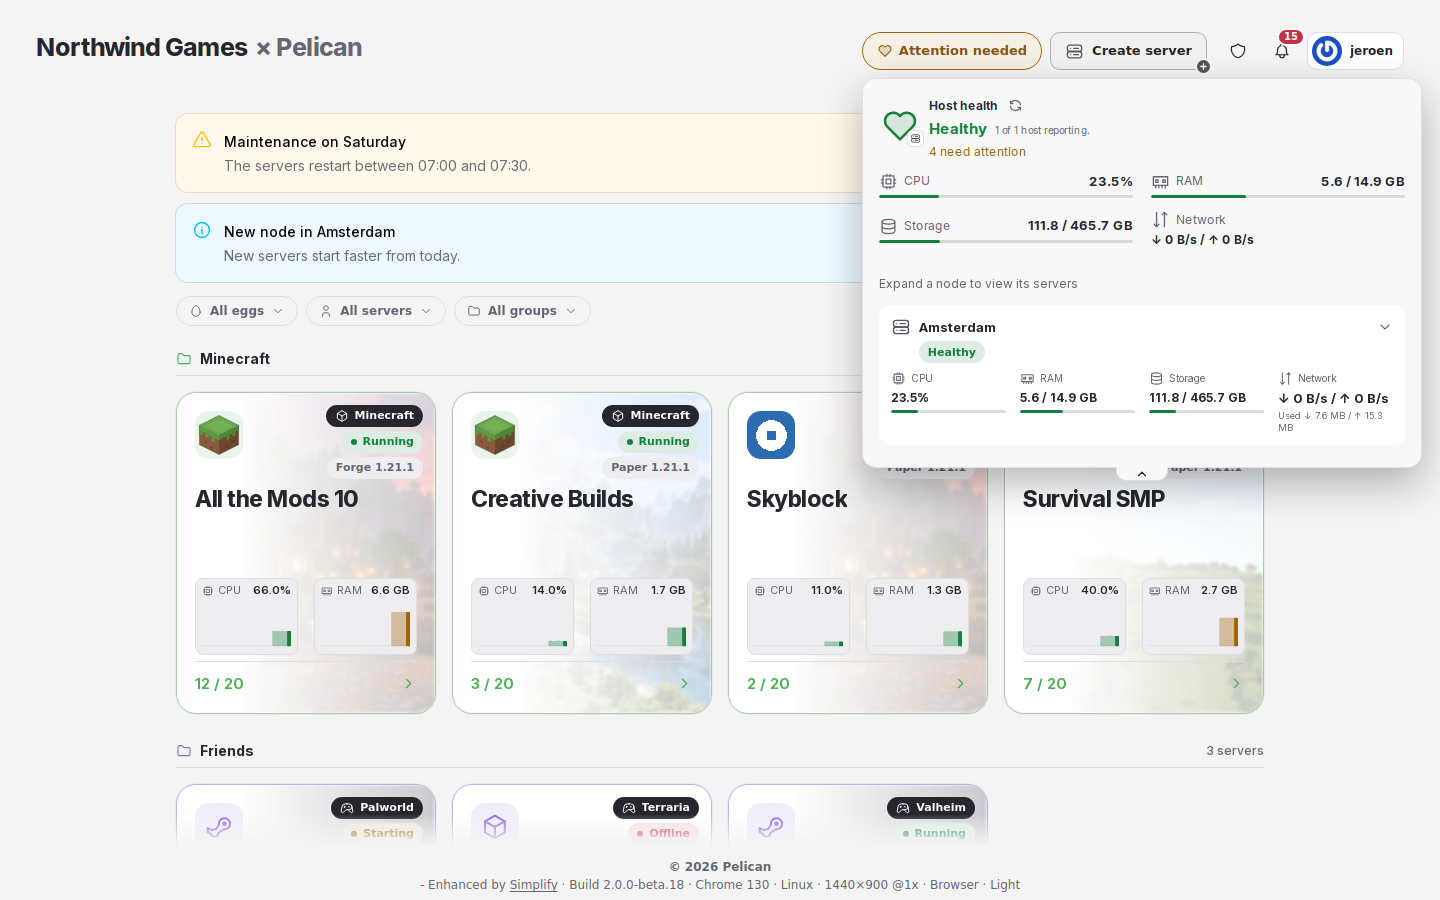 Northwind Games × Pelican
Attention needed
Create server
15
jeroen
Maintenance on Saturday
The servers restart between 07:00 and 07:30.
New node in Amsterdam
New servers start faster from today.
Host health
Healthy 1 of 1 host reporting.
4 need attention
CPU 23.5%
RAM 5.6 / 14.9 GB
Storage 111.8 / 465.7 GB
Network
↓ 0 B/s / ↑ 0 B/s
Expand a node to view its servers
Amsterdam
Healthy
CPU
23.5%
RAM
5.6 / 14.9 GB
Storage
111.8 / 465.7 GB
Network
↓ 0 B/s / ↑ 0 B/s
Used ↓ 7.6 MB / ↑ 15.3
MB
All eggs
All servers
All groups
Minecraft
Minecraft
Running
Forge 1.21.1
All the Mods 10
CPU 66.0%
RAM 6.6 GB
12 / 20
Minecraft
Running
Paper 1.21.1
Creative Builds
CPU 14.0%
RAM 1.7 GB
3 / 20
Paper 1.21.1
Skyblock
CPU 11.0%
RAM 1.3 GB
2 / 20
aper 1.21.1
Survival SMP
CPU 40.0%
RAM 2.7 GB
7 / 20
Friends
3 servers
Palworld
Starting
Terraria
Offline
Valheim
Running
© 2026 Pelican
- Enhanced by Simplify · Build 2.0.0-beta.18 · Chrome 130 · Linux · 1440×900 @1x · Browser · Light